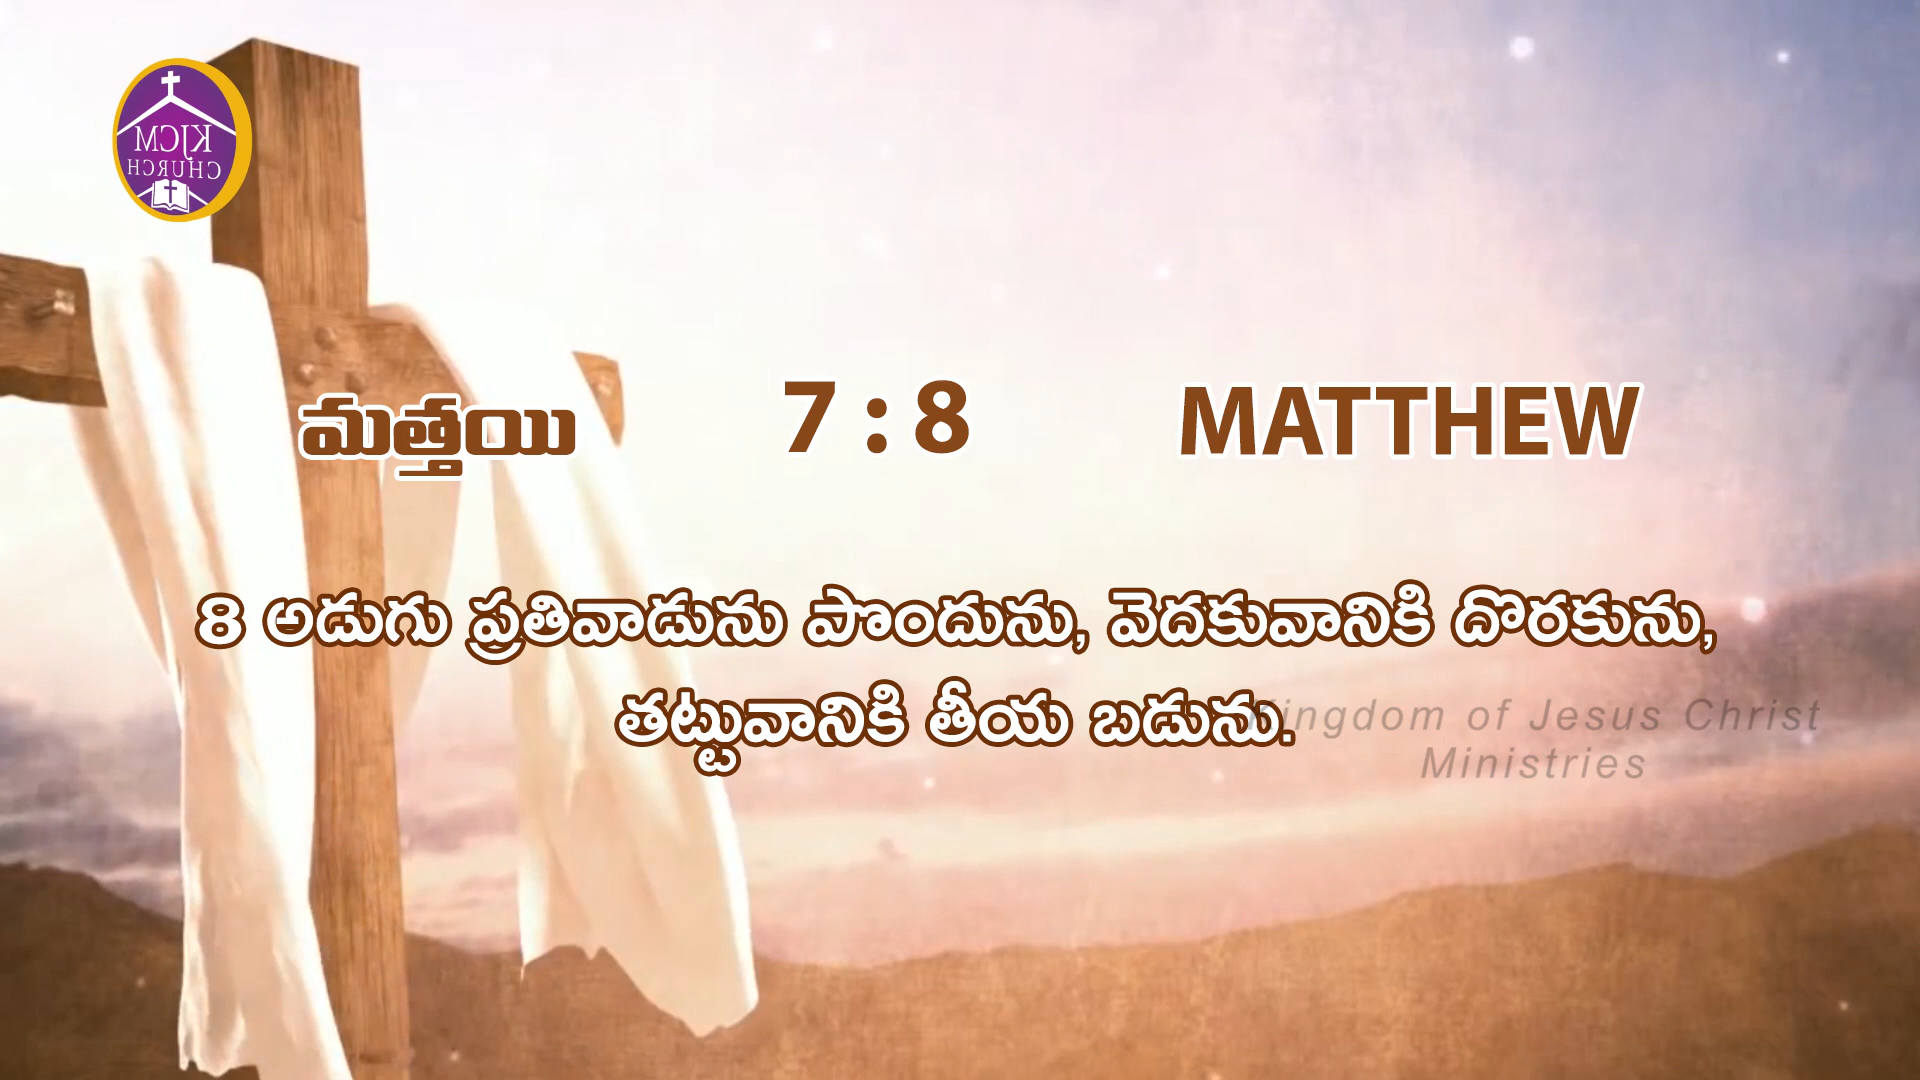 KJCM
CHURCH
మత్తయి 7 : 8 MATTHEW
8 అడుగు ప్రతివాడును పొందును, వెదకువానికి దొరకును,
తట్టువానికి తీయ బడును.
Kingdom of Jesus Christ
Ministries